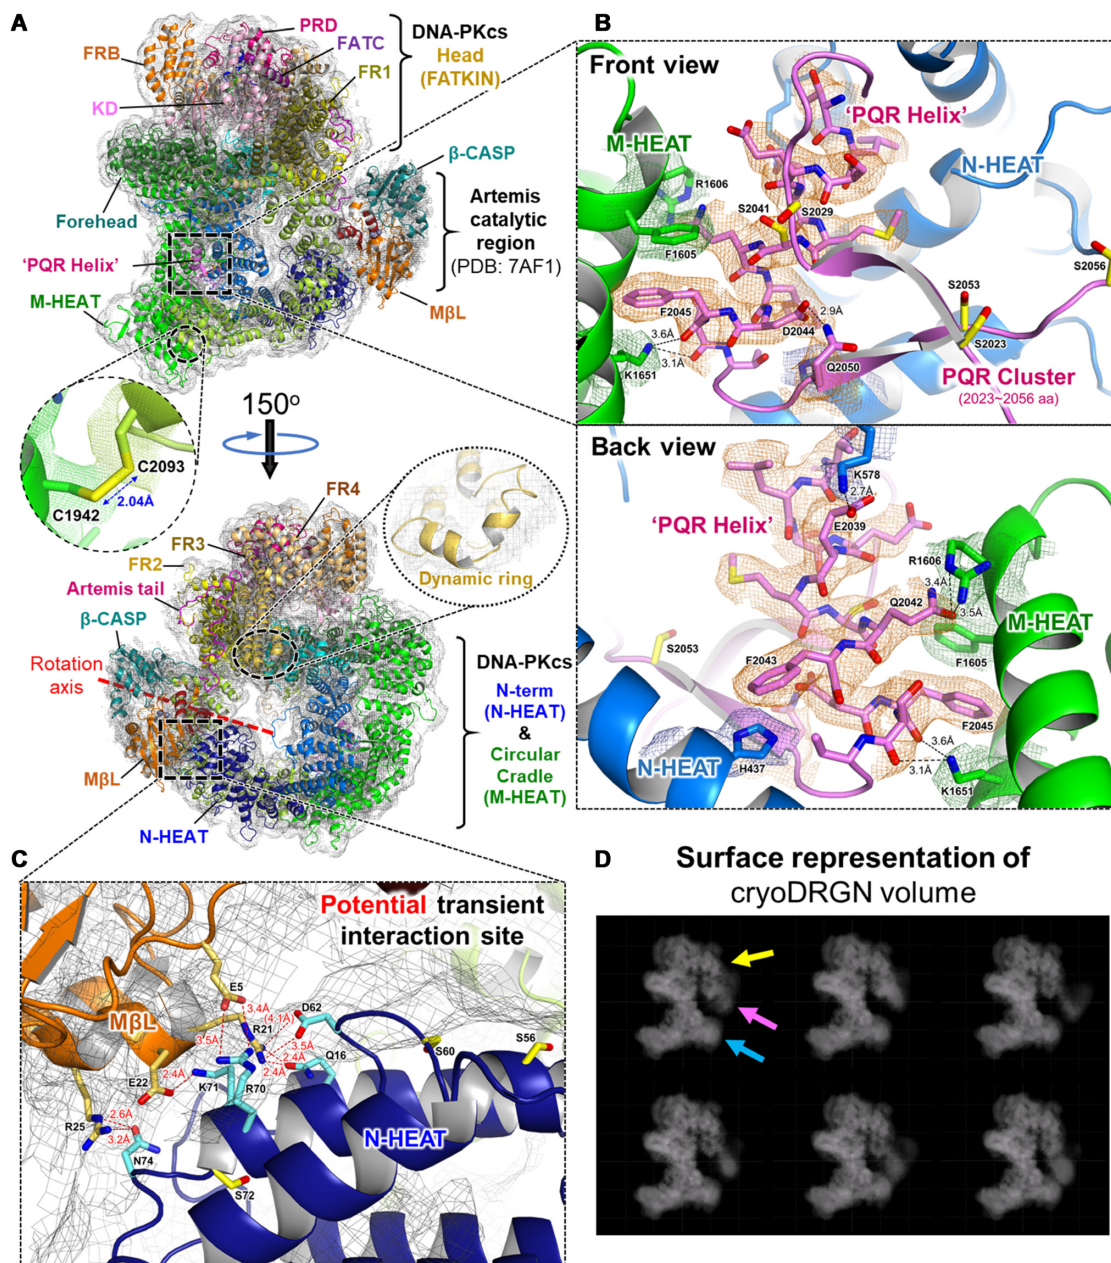 A
PRD
FRB
FATC
FR1
DNA-PKcs
Head
(FATKIN)
KD
β-CASP
Forehead
Artemis
catalytic
region
(PDB: 7AF1)
'PQR Helix'
M-HEAT
MβL
C2093
C1942
2.04Å
150°
FR4
FR3
FR2
Dynamic ring
Artemis tail
β-CASP
Rotation
axis
DNA-PKcs
N-term
(N-HEAT)
&
Circular
Cradle
(M-HEAT)
MβL
N-HEAT
B
Front view
'PQR Helix'
M-HEAT
N-HEAT
R1606
S2041
S2029
F1605
S2056
S2053
F2045
2.9Å
D2044
S2023
3.6Å
K1651
3.1Å
Q2050
PQR Cluster
(2023~2056 aa)
Back view
K578
2.7Å
'PQR Helix'
E2039
R1606
3.4Å
Q2042
3.5Å
M-HEAT
S2053
F1605
F2043
F2045
N-HEAT
H437
3.6Å
3.1Å
K1651
C
Potential transient
interaction site
E5
3.4Å
(4.1Å)
D62
MβL
R21
3.5Å
3.5Å
S60
S56
2.4Å
Q16
E22
2.4Å
2.4Å
K71
R70
2.6Å
R25
3.2Å
N-HEAT
N74
S72
D
Surface representation of
cryoDRGN volume